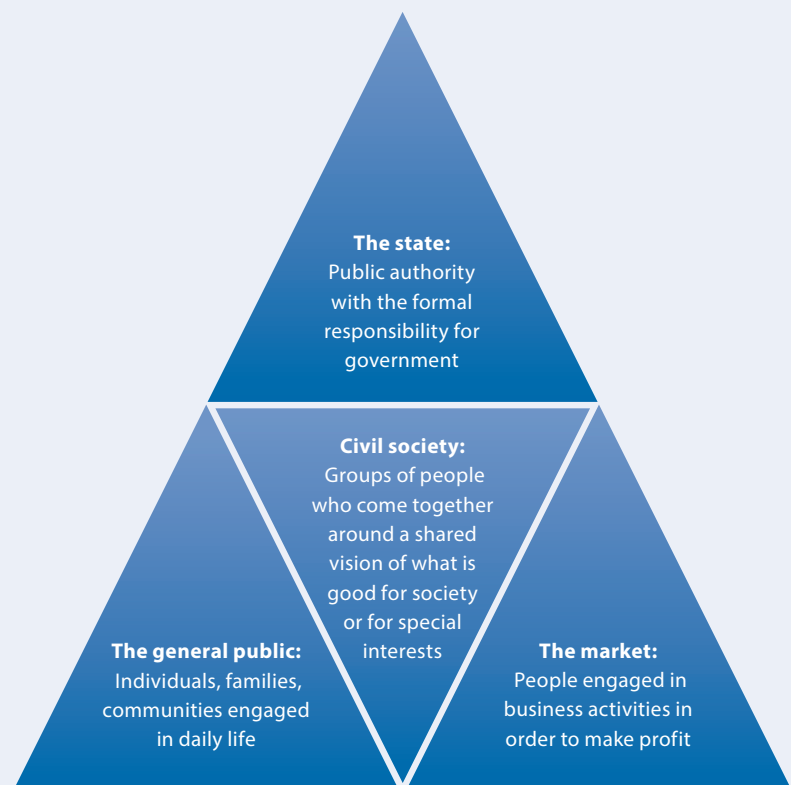 The state:
Public authority
with the formal
responsibility for
government
Civil society:
Groups of people
who come together
around a shared
vision of what is
good for society
or for special
interests
The general public:
Individuals, families,
communities engaged
in daily life
The market:
People engaged in
business activities in
order to make profit